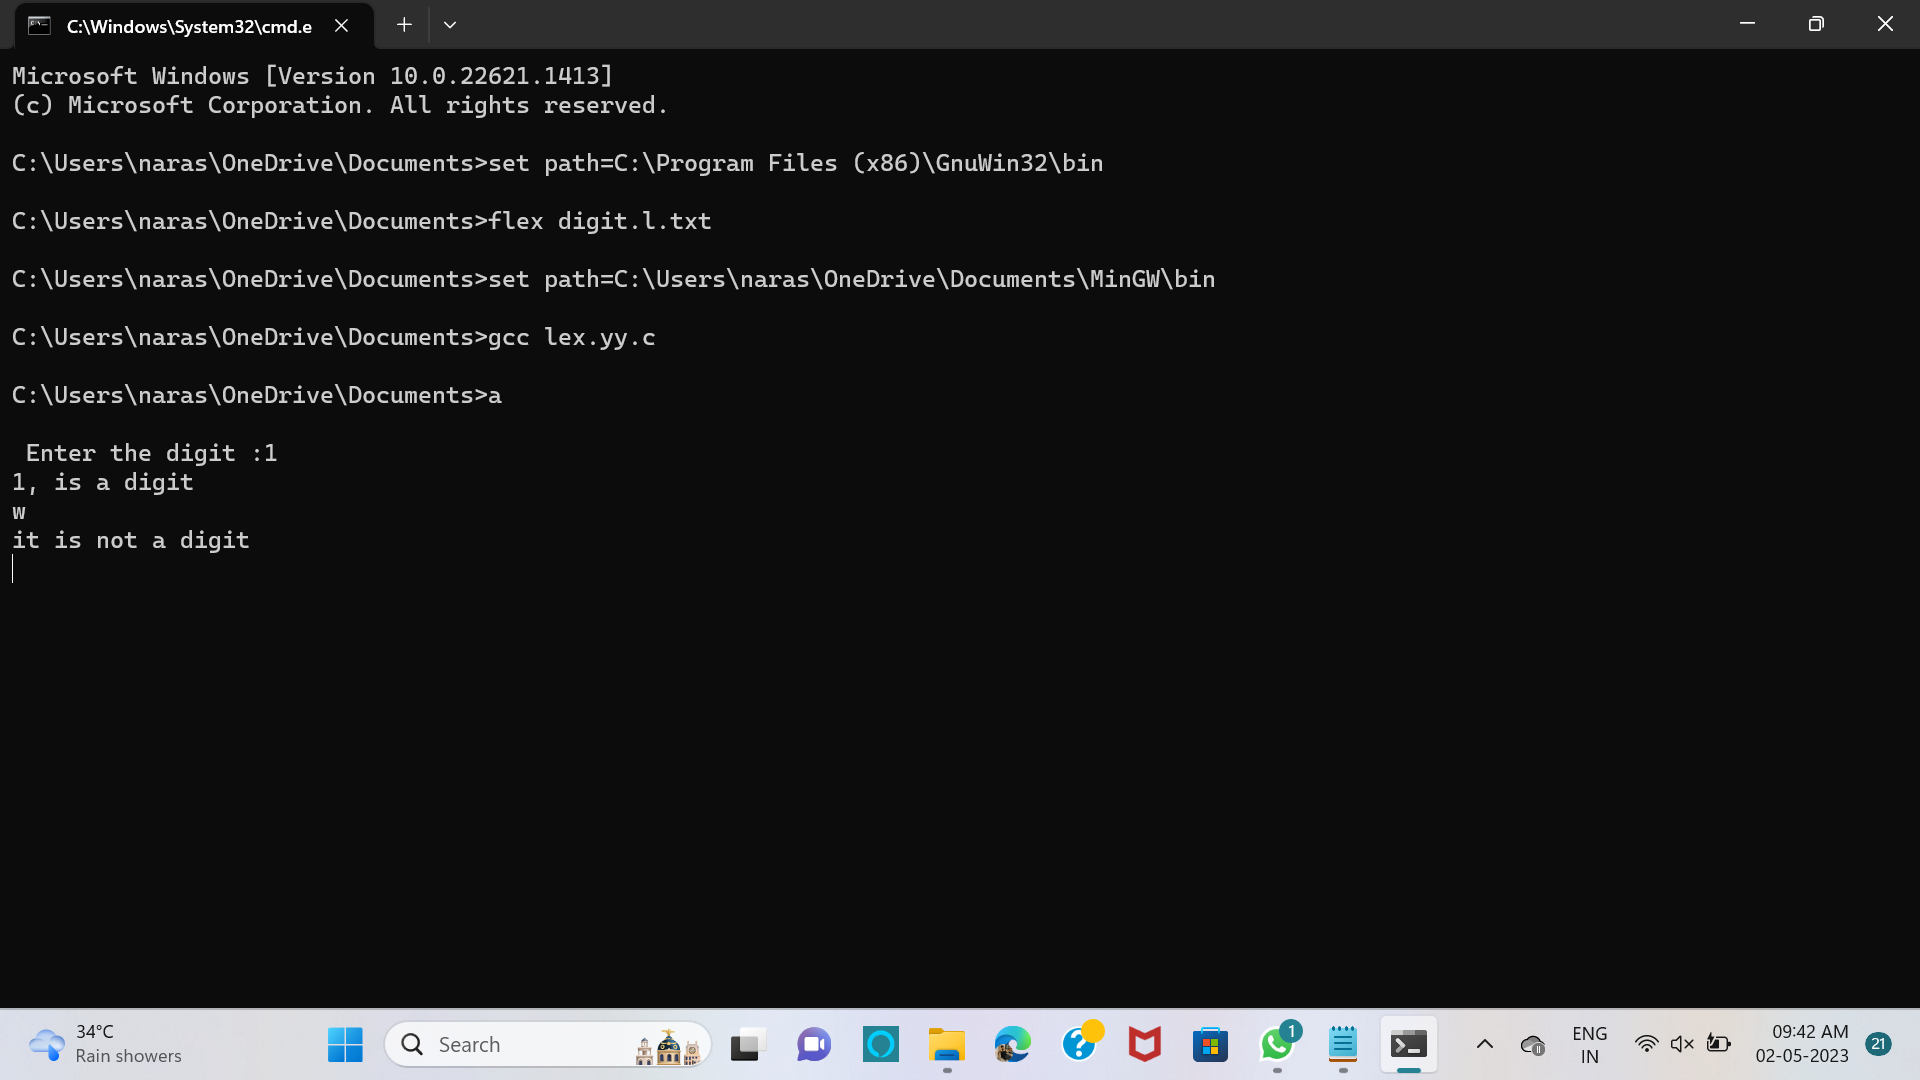 C:\Windows\System32\cmd.e
Microsoft Windows [Version 10.0.22621.1413]
(c) Microsoft Corporation. All rights reserved.
C:\Users\naras\OneDrive\Documents>set path=C:\Program Files (x86)\GnuWin32\bin
C:\Users\naras\OneDrive\Documents>flex digit.l.txt
C:\Users\naras\OneDrive\Documents>set path=C:\Users\naras\OneDrive\Documents\MinGW\bin
C:\Users\naras\OneDrive\Documents>gcc lex.yy.c
C:\Users\naras\OneDrive\Documents>a
Enter the digit :1
1, is a digit
w
it is not a digit
34°C
Rain showers
Search
1
ENG
IN
09:42 AM
02-05-2023
21